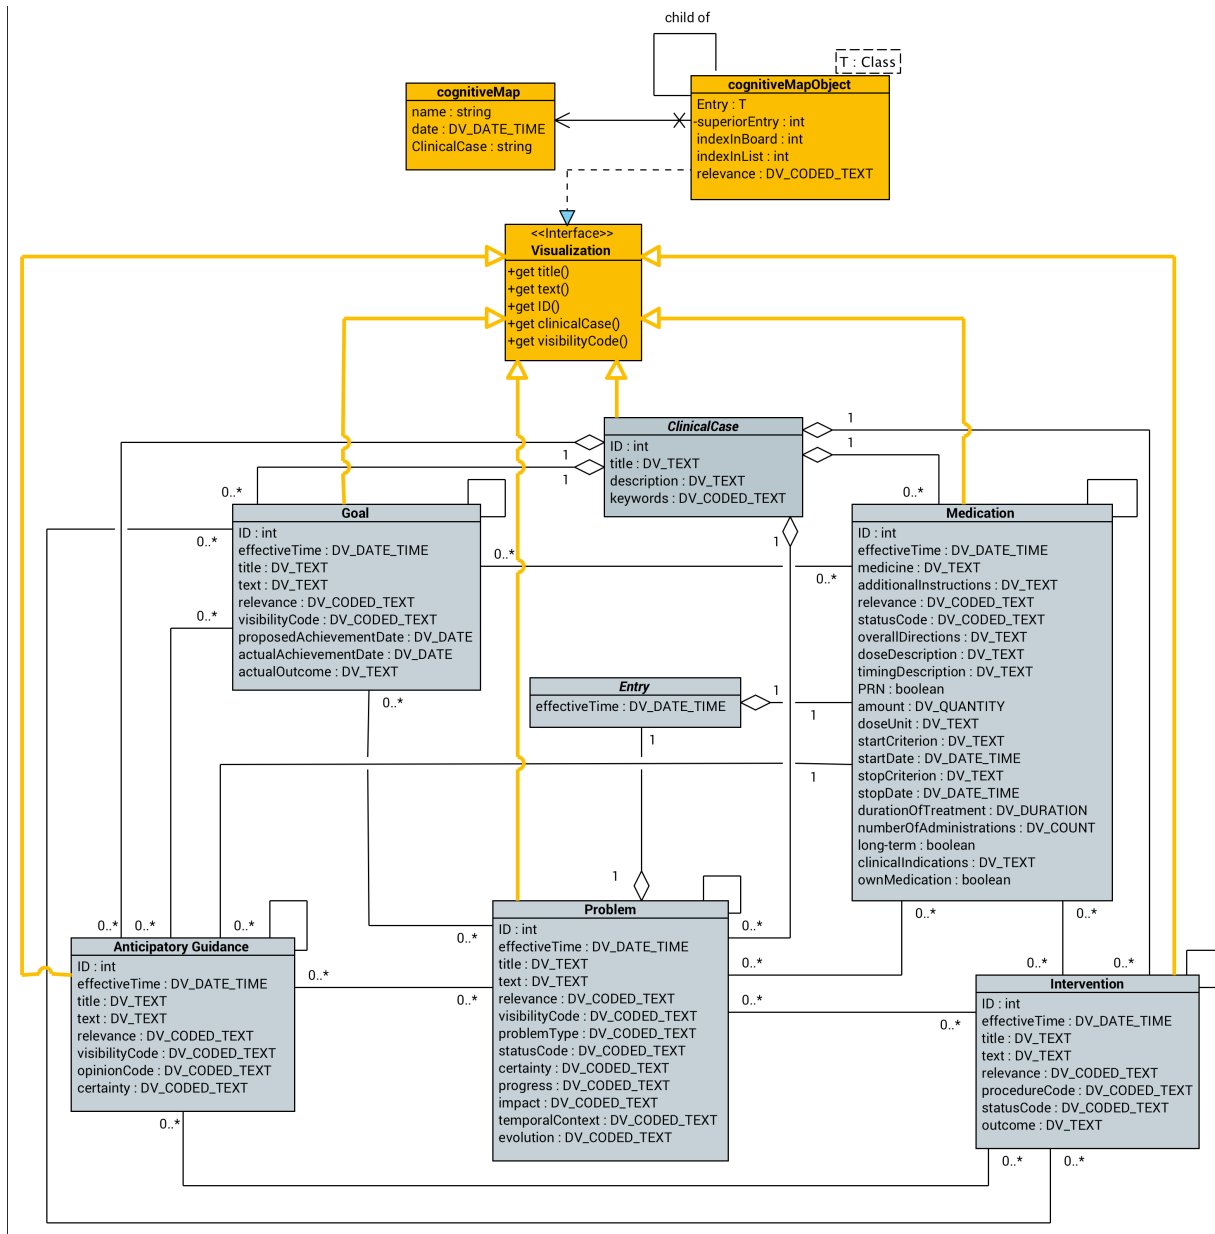 child of
T : Class
cognitiveMap
name : string
date : DV_DATE_TIME
ClinicalCase : string
cognitiveMapObject
Entry : T
-superiorEntry : int
indexInBoard : int
indexInList : int
relevance : DV_CODED_TEXT
<<Interface>>
Visualization
+get title()
+get text()
+get ID()
+get clinicalCase()
+get visibilityCode()
ClinicalCase
ID : int
title : DV_TEXT
description : DV_TEXT
keywords : DV_CODED_TEXT
1
1
1
1
1
0..*
0..*
0..*
0..*
0..*
0..*
Goal
ID : int
effectiveTime : DV_DATE_TIME
title : DV_TEXT
text : DV_TEXT
relevance : DV_CODED_TEXT
visibilityCode : DV_CODED_TEXT
proposedAchievementDate : DV_DATE
actualAchievementDate : DV_DATE
actualOutcome : DV_TEXT
0..*
Medication
ID : int
effectiveTime : DV_DATE_TIME
medicine : DV_TEXT
additionalInstructions : DV_TEXT
relevance : DV_CODED_TEXT
statusCode : DV_CODED_TEXT
overallDirections : DV_TEXT
doseDescription : DV_TEXT
timingDescription : DV_TEXT
PRN : boolean
amount : DV_QUANTITY
doseUnit : DV_TEXT
startCriterion : DV_TEXT
startDate : DV_DATE_TIME
stopCriterion : DV_TEXT
stopDate : DV_DATE_TIME
durationOfTreatment : DV_DURATION
numberOfAdministrations : DV_COUNT
long-term : boolean
clinicalIndications : DV_TEXT
ownMedication : boolean
Entry
effectiveTime : DV_DATE_TIME
1
1
1
1
1
0..*
0..*
0..*
0..*
0..*
0..*
0..*
0..*
Anticipatory Guidance
ID : int
effectiveTime : DV_DATE_TIME
title : DV_TEXT
text : DV_TEXT
relevance : DV_CODED_TEXT
visibilityCode : DV_CODED_TEXT
opinionCode : DV_CODED_TEXT
certainty : DV_CODED_TEXT
0..*
0..*
0..*
0..*
Problem
ID : int
effectiveTime : DV_DATE_TIME
title : DV_TEXT
text : DV_TEXT
relevance : DV_CODED_TEXT
visibilityCode : DV_CODED_TEXT
problemType : DV_CODED_TEXT
statusCode : DV_CODED_TEXT
certainty : DV_CODED_TEXT
progress : DV_CODED_TEXT
impact : DV_CODED_TEXT
temporalContext : DV_CODED_TEXT
evolution : DV_CODED_TEXT
0..*
0..*
0..*
Intervention
ID : int
effectiveTime : DV_DATE_TIME
title : DV_TEXT
text : DV_TEXT
relevance : DV_CODED_TEXT
procedureCode : DV_CODED_TEXT
statusCode : DV_CODED_TEXT
outcome : DV_TEXT
0..*
0..*